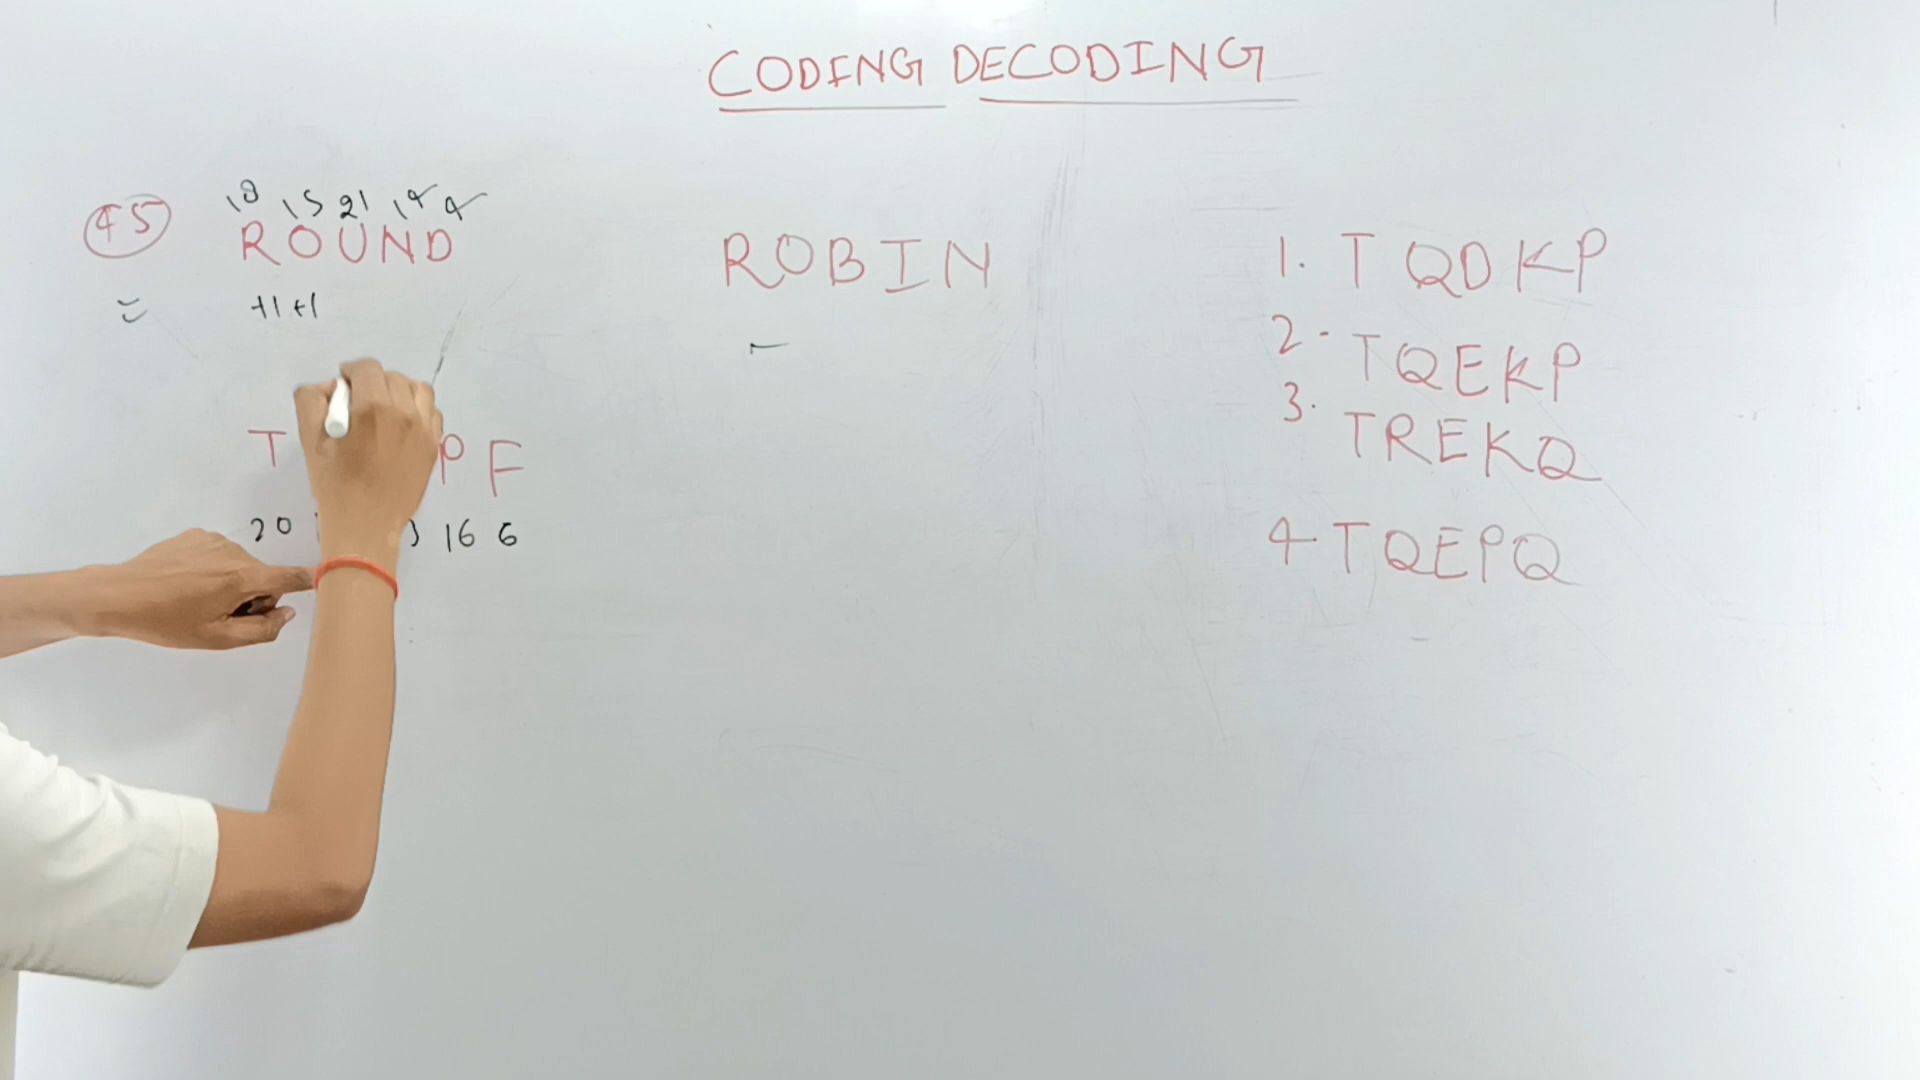 CODING DECODING
45
18 15 21 14 4
ROUND
+1 +1
T P F
20 16 6
ROBIN
1. TQDKP
2. TQEKP
3. TREKQ
4 TQEPQ